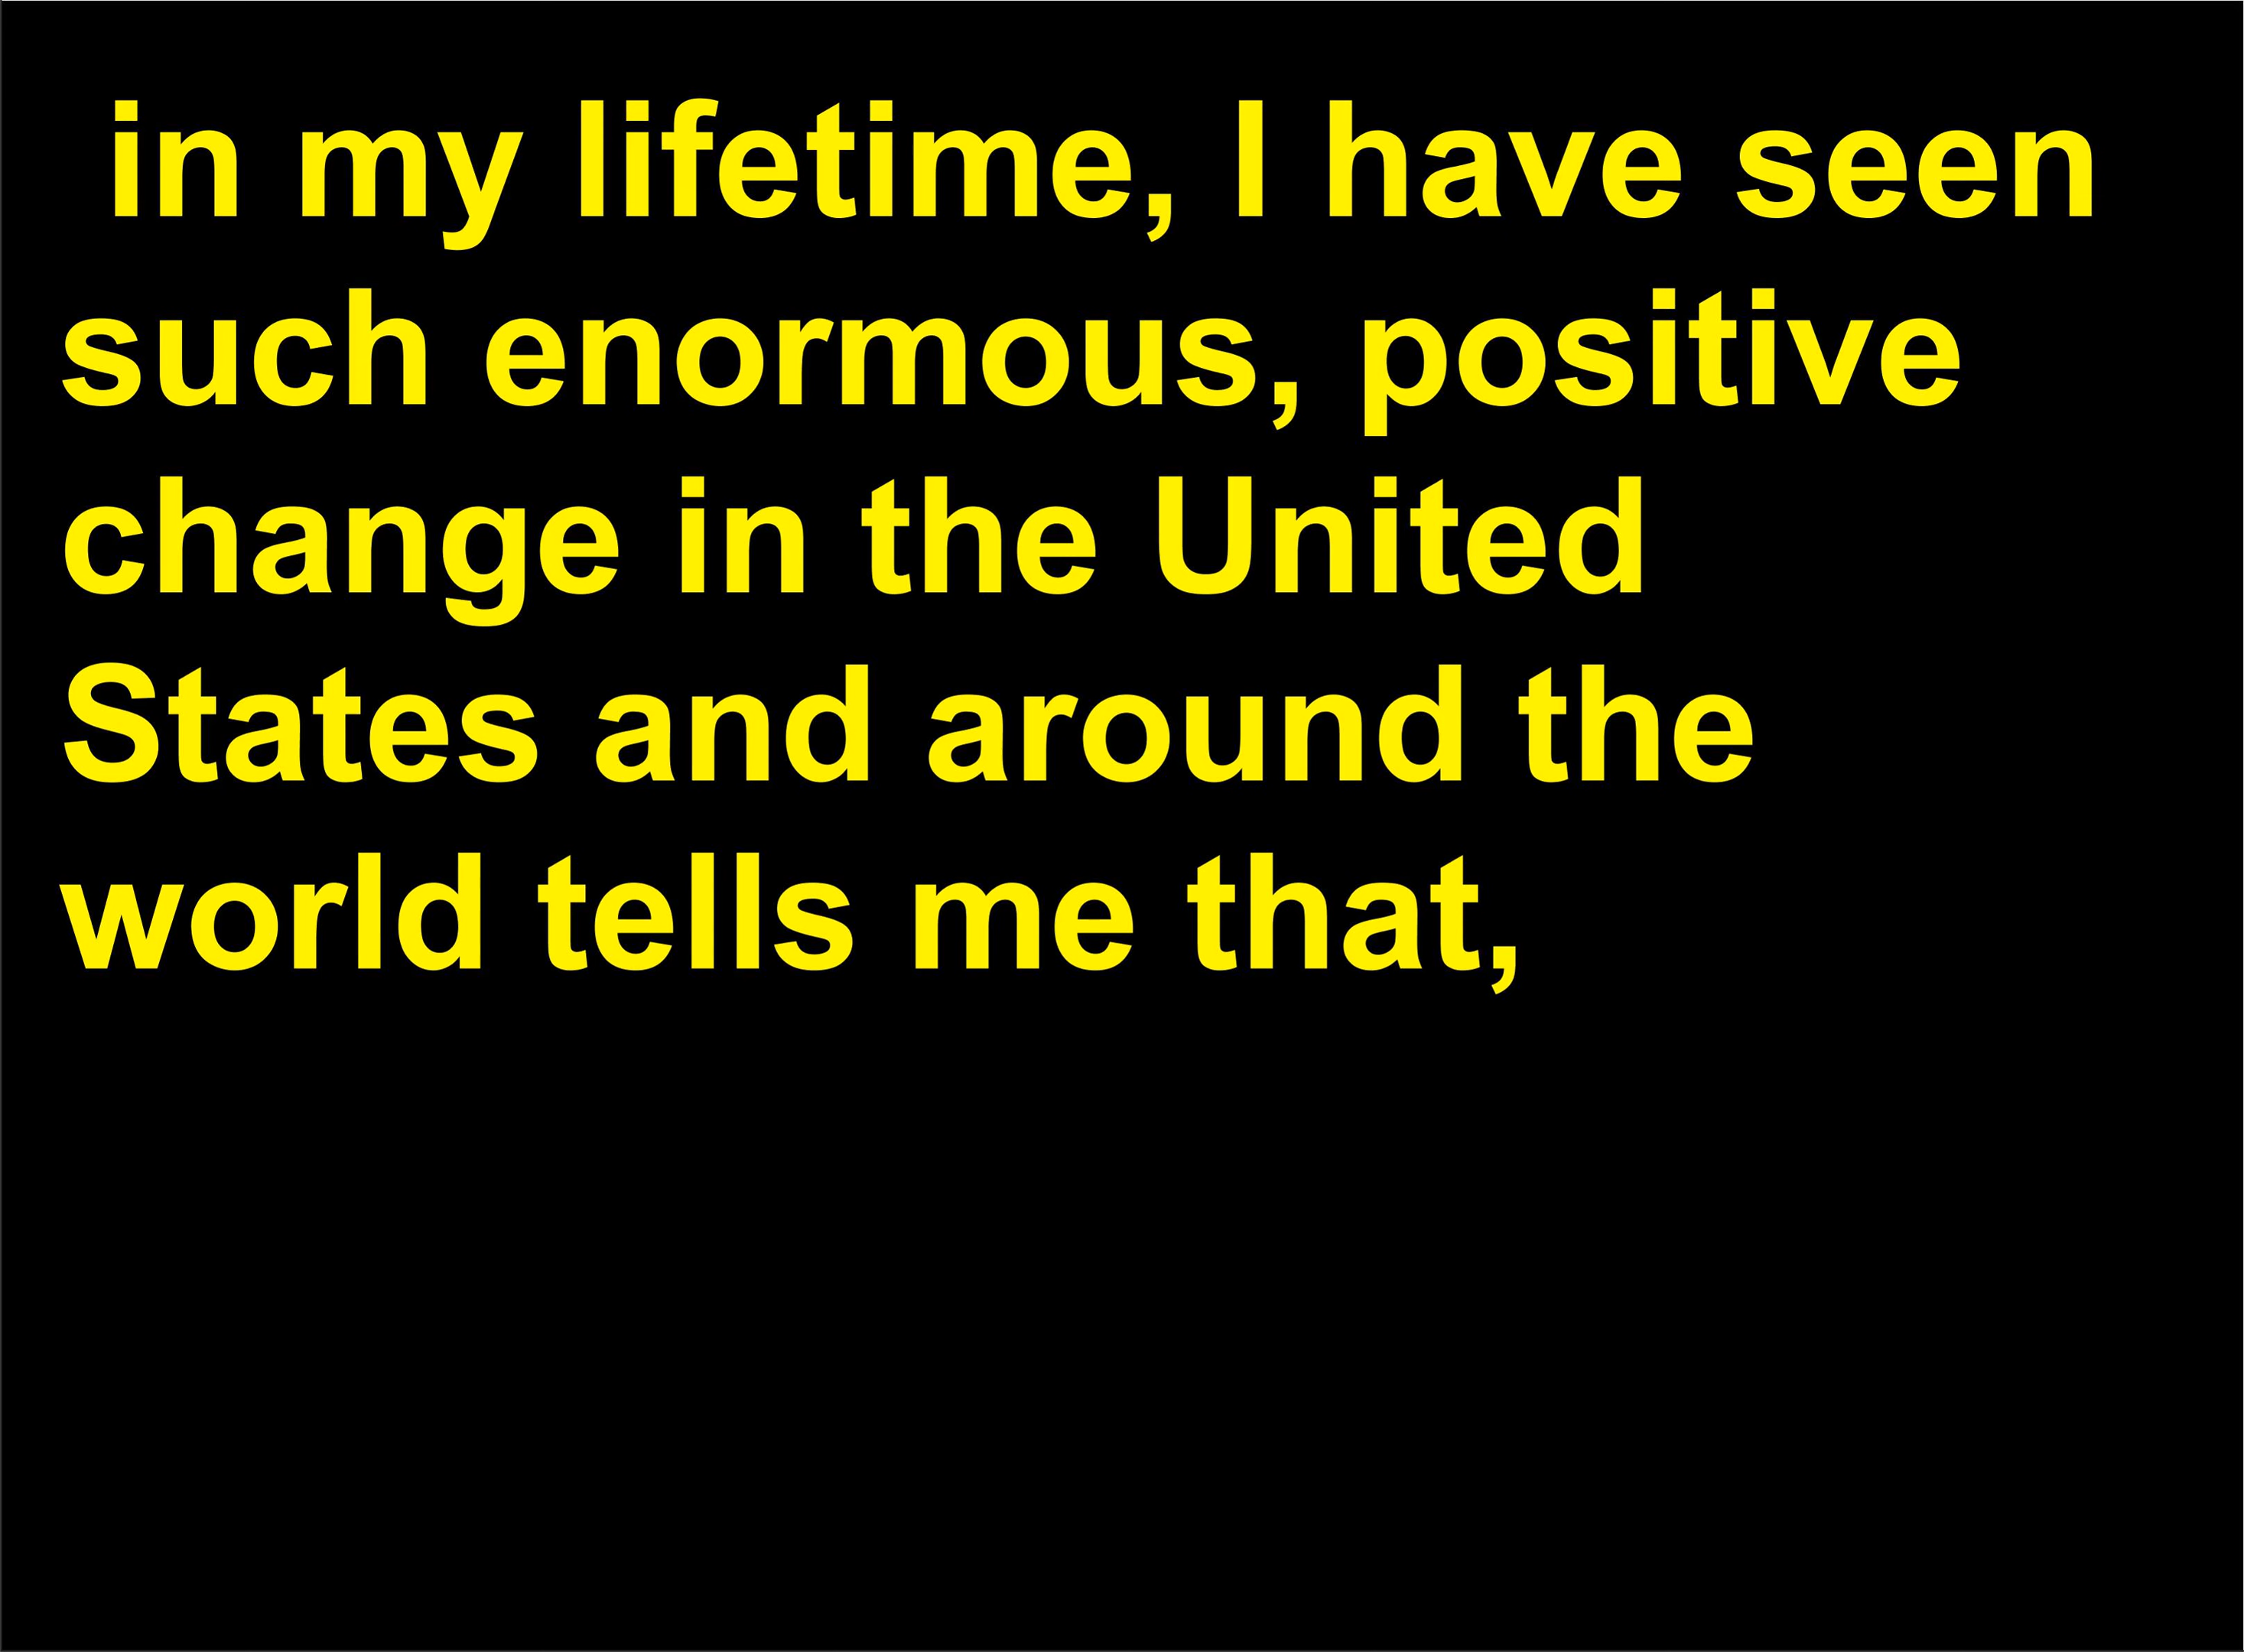 in my lifetime, I have seen
such enormous, positive
change in the United
States and around the
world tells me that,